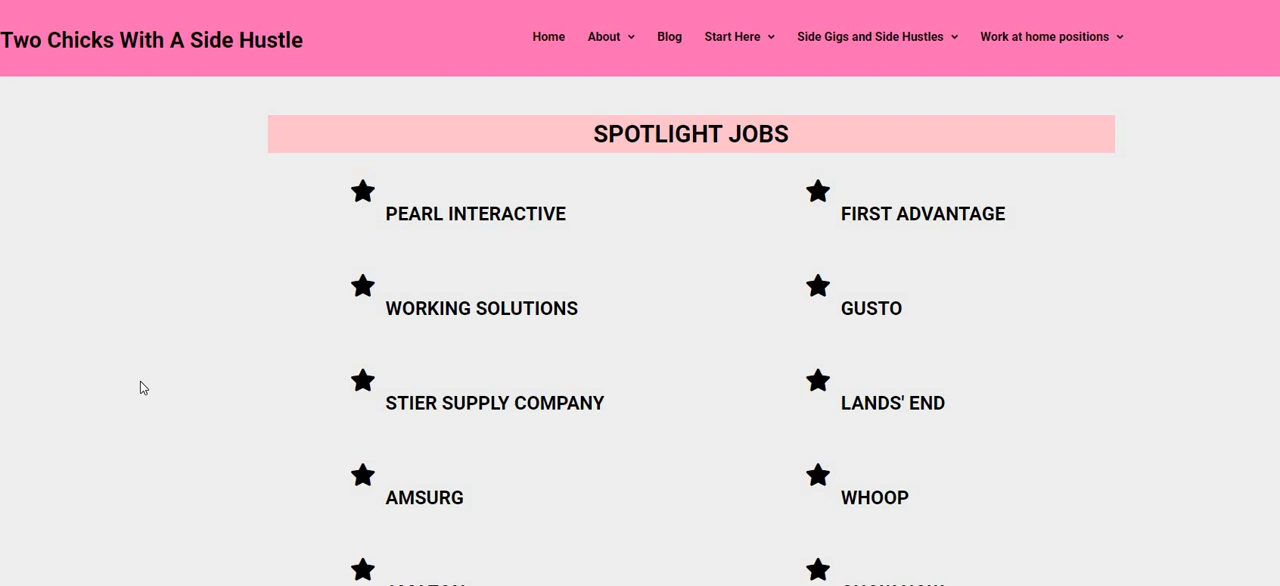 Two Chicks With A Side Hustle
Home About Blog Start Here Side Gigs and Side Hustles Work at home positions
SPOTLIGHT JOBS
PEARL INTERACTIVE
FIRST ADVANTAGE
WORKING SOLUTIONS
GUSTO
STIER SUPPLY COMPANY
LANDS' END
AMSURG
WHOOP